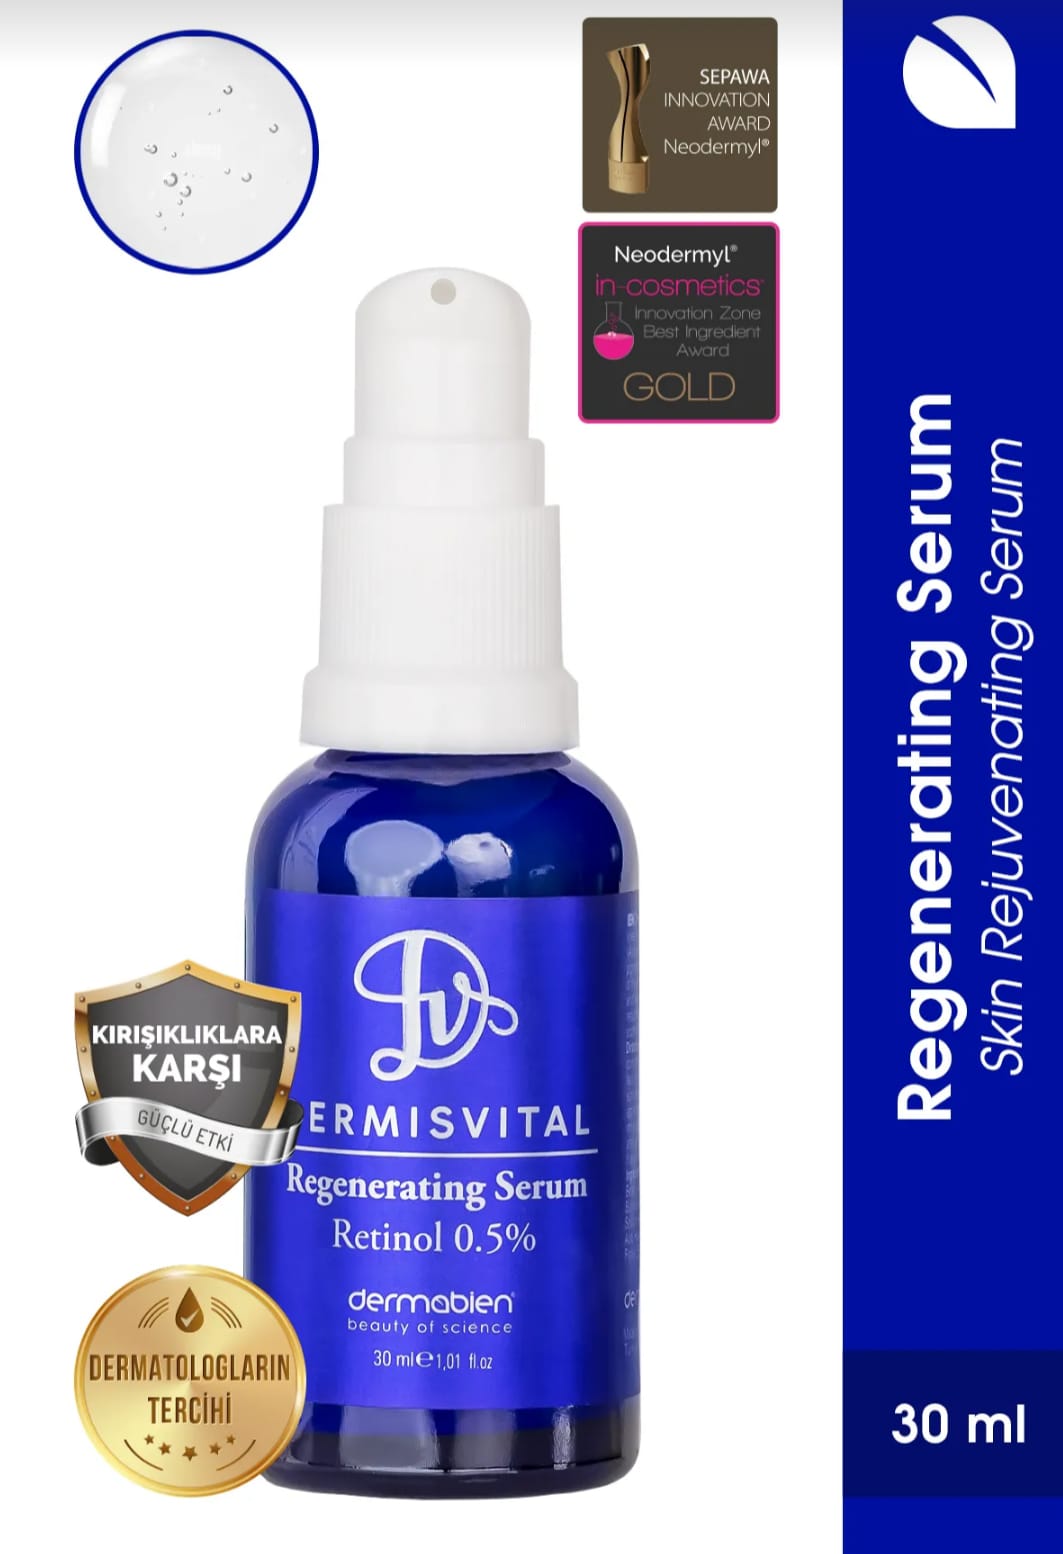 SEPAWA
INNOVATION
AWARD
Neodermyl®
Neodermyl®
in-cosmetics
Innovation Zone
Best Ingredient
Award
GOLD
Regenerating Serum
Skin Rejuvenating Serum
30 ml
KIRIŞIKLIKLARA
KARŞI
GÜÇLÜ ETKİ
DERMATOLOGLARIN
TERCİHİ
Dv
ERMISVITAL
Regenerating Serum
Retinol 0.5%
dermabien
beauty of science
30 ml℮1,01 fl.oz